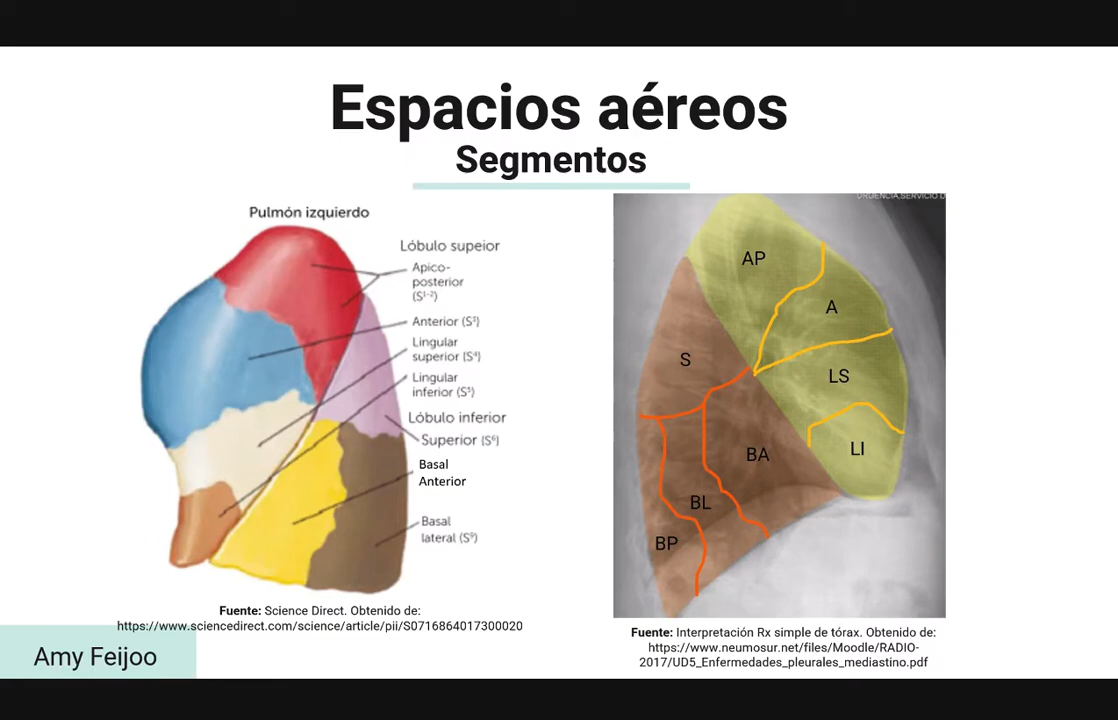 Espacios aéreos
Segmentos
Pulmón izquierdo
Lóbulo supeior
Apico-
posterior
(S¹⁻²)
Anterior (S³)
Lingular
superior (S⁴)
Lingular
inferior (S⁵)
Lóbulo inferior
Superior (S⁶)
Basal
Anterior
Basal
lateral (S⁹)
Fuente: Science Direct. Obtenido de:
https://www.sciencedirect.com/science/article/pii/S0716864017300020
URGENCIA,SERVICIO D
AP
A
S
LS
LI
BA
BL
BP
Fuente: Interpretación Rx simple de tórax. Obtenido de:
https://www.neumosur.net/files/Moodle/RADIO-
2017/UD5_Enfermedades_pleurales_mediastino.pdf
Amy Feijoo